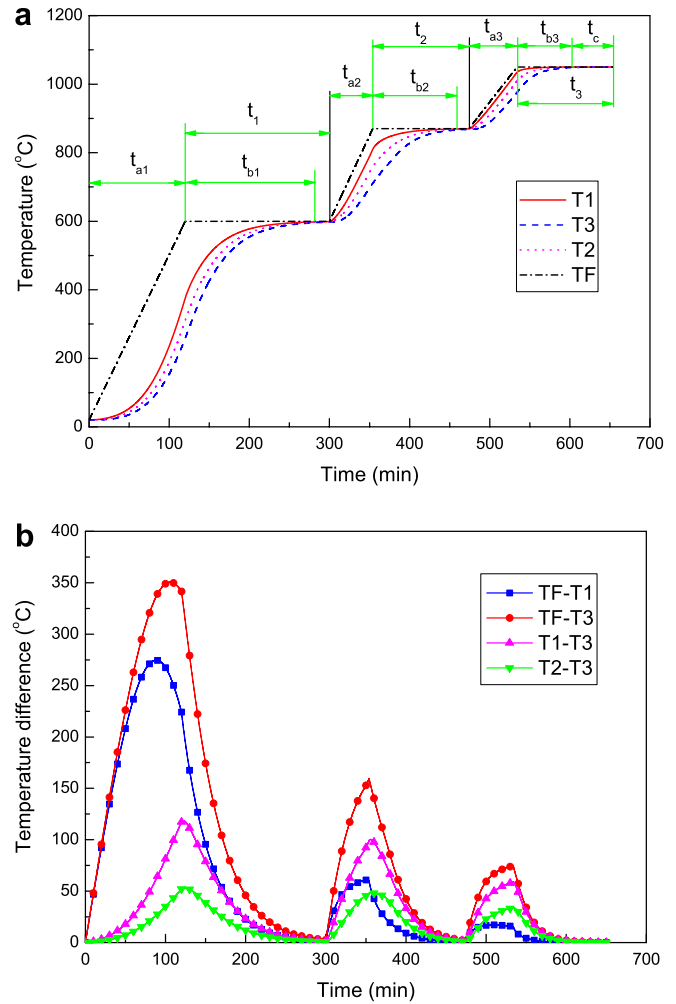 a
1200
1000
800
600
400
200
0
Temperature (°C)
ta1
t1
tb1
ta2
t2
tb2
ta3
tb3
tc
t3
T1
T3
T2
TF
0 100 200 300 400 500 600 700
Time (min)
b
400
350
300
250
200
150
100
50
0
Temperature difference (°C)
TF-T1
TF-T3
T1-T3
T2-T3
0 100 200 300 400 500 600 700
Time (min)